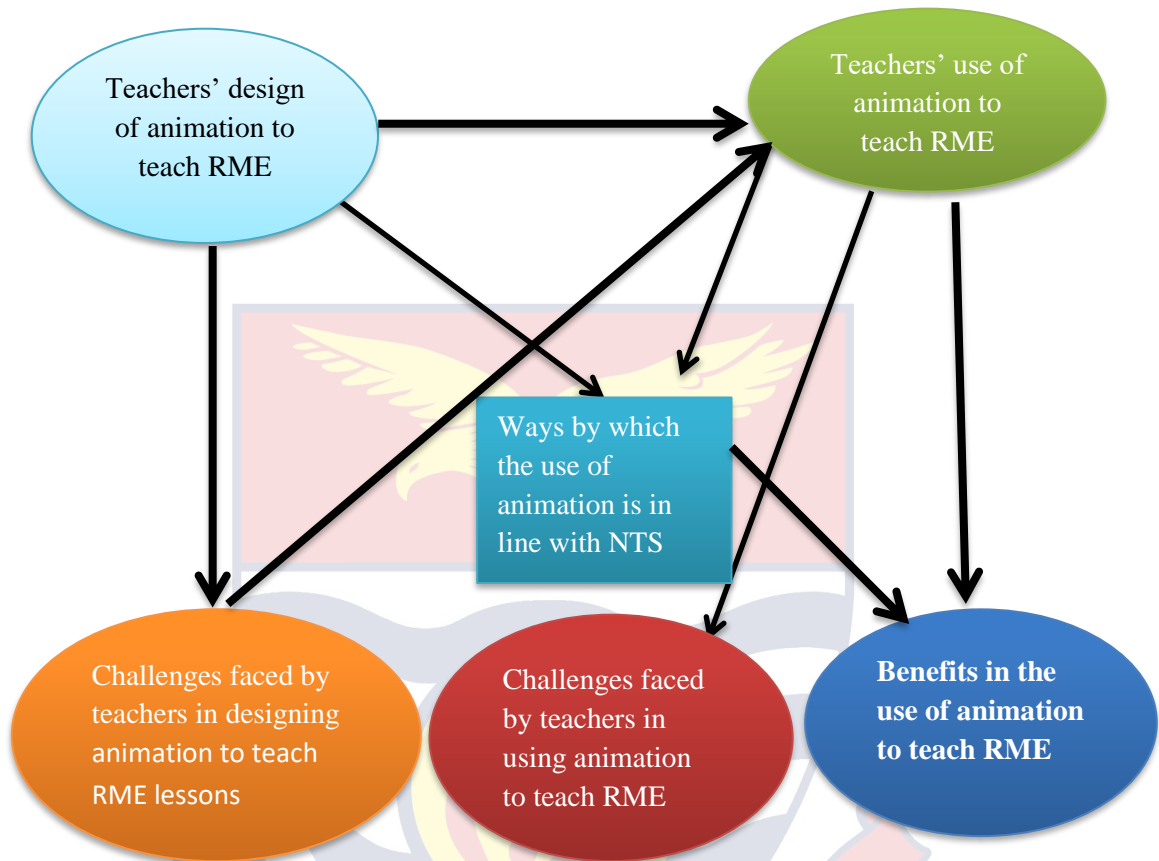 Teachers’ design
of animation to
teach RME
Teachers’ use of
animation to
teach RME
Ways by which
the use of
animation is in
line with NTS
Challenges faced by
teachers in designing
animation to teach
RME lessons
Challenges faced
by teachers in
using animation
to teach RME
Benefits in the
use of animation
to teach RME